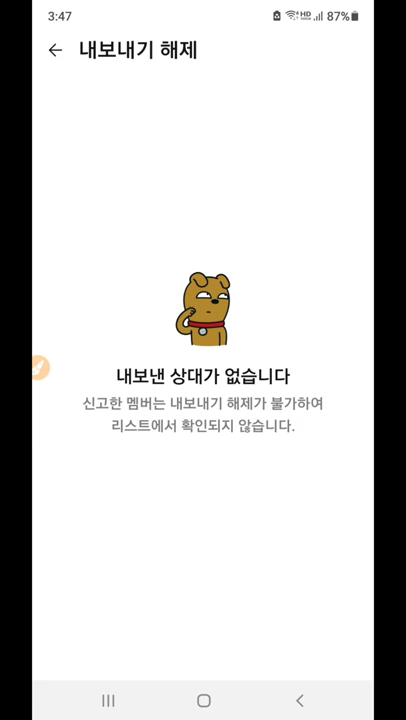 3:47
HD
87%
내보내기 해제
내보낸 상대가 없습니다
신고한 멤버는 내보내기 해제가 불가하여
리스트에서 확인되지 않습니다.